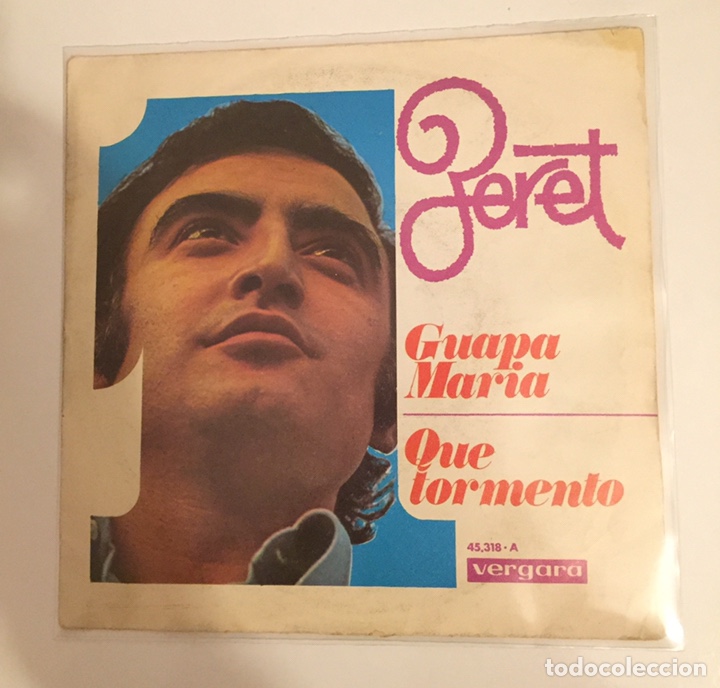 Peret
Guapa
Maria
Que
tormento
45,318 - A
vergara
todocoleccion